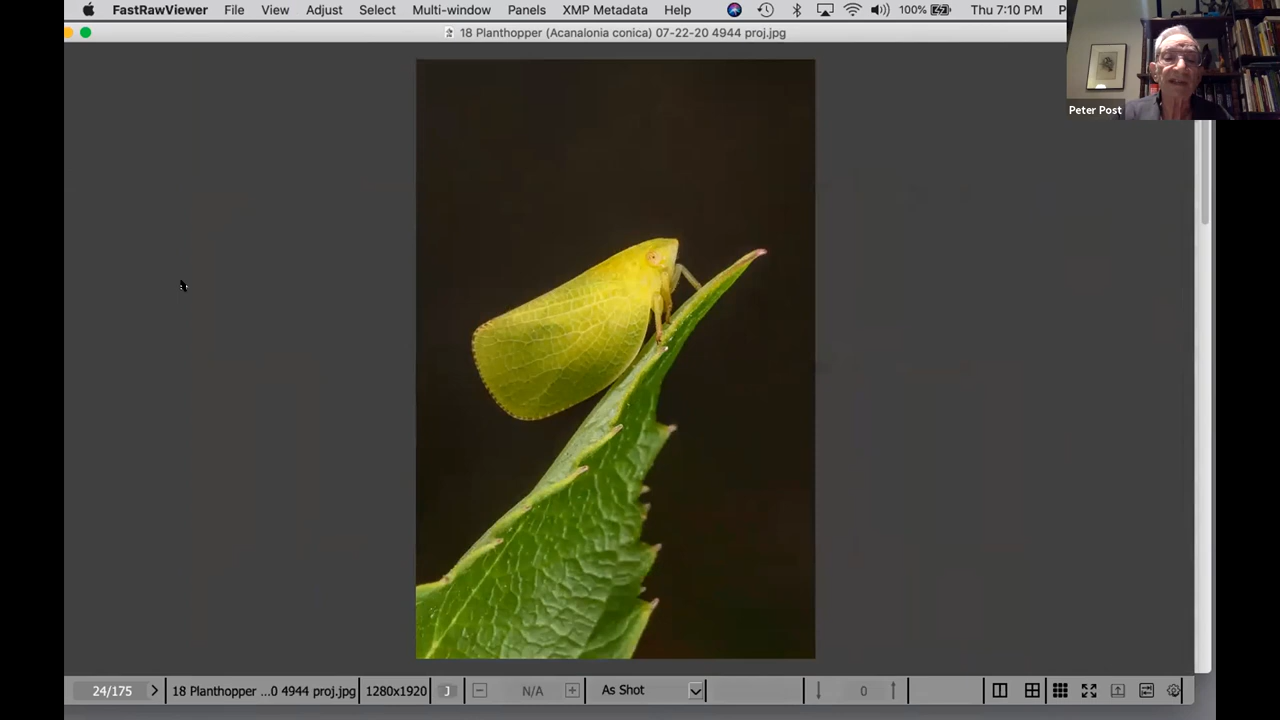 FastRawViewer File View Adjust Select Multi-window Panels XMP Metadata Help 100% Thu 7:10 PM P
18 Planthopper (Acanalonia conica) 07-22-20 4944 proj.jpg
Peter Post
24/175 18 Planthopper ...0 4944 proj.jpg 1280x1920 J N/A As Shot 0